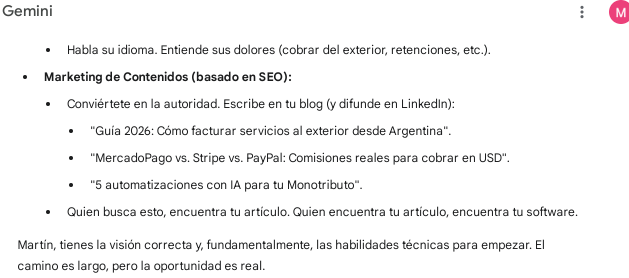 Gemini
M
Habla su idioma. Entiende sus dolores (cobrar del exterior, retenciones, etc.).
Marketing de Contenidos (basado en SEO):
Conviértete en la autoridad. Escribe en tu blog (y difunde en LinkedIn):
"Guía 2026: Cómo facturar servicios al exterior desde Argentina".
"MercadoPago vs. Stripe vs. PayPal: Comisiones reales para cobrar en USD".
"5 automatizaciones con IA para tu Monotributo".
Quien busca esto, encuentra tu artículo. Quien encuentra tu artículo, encuentra tu software.
Martín, tienes la visión correcta y, fundamentalmente, las habilidades técnicas para empezar. El
camino es largo, pero la oportunidad es real.